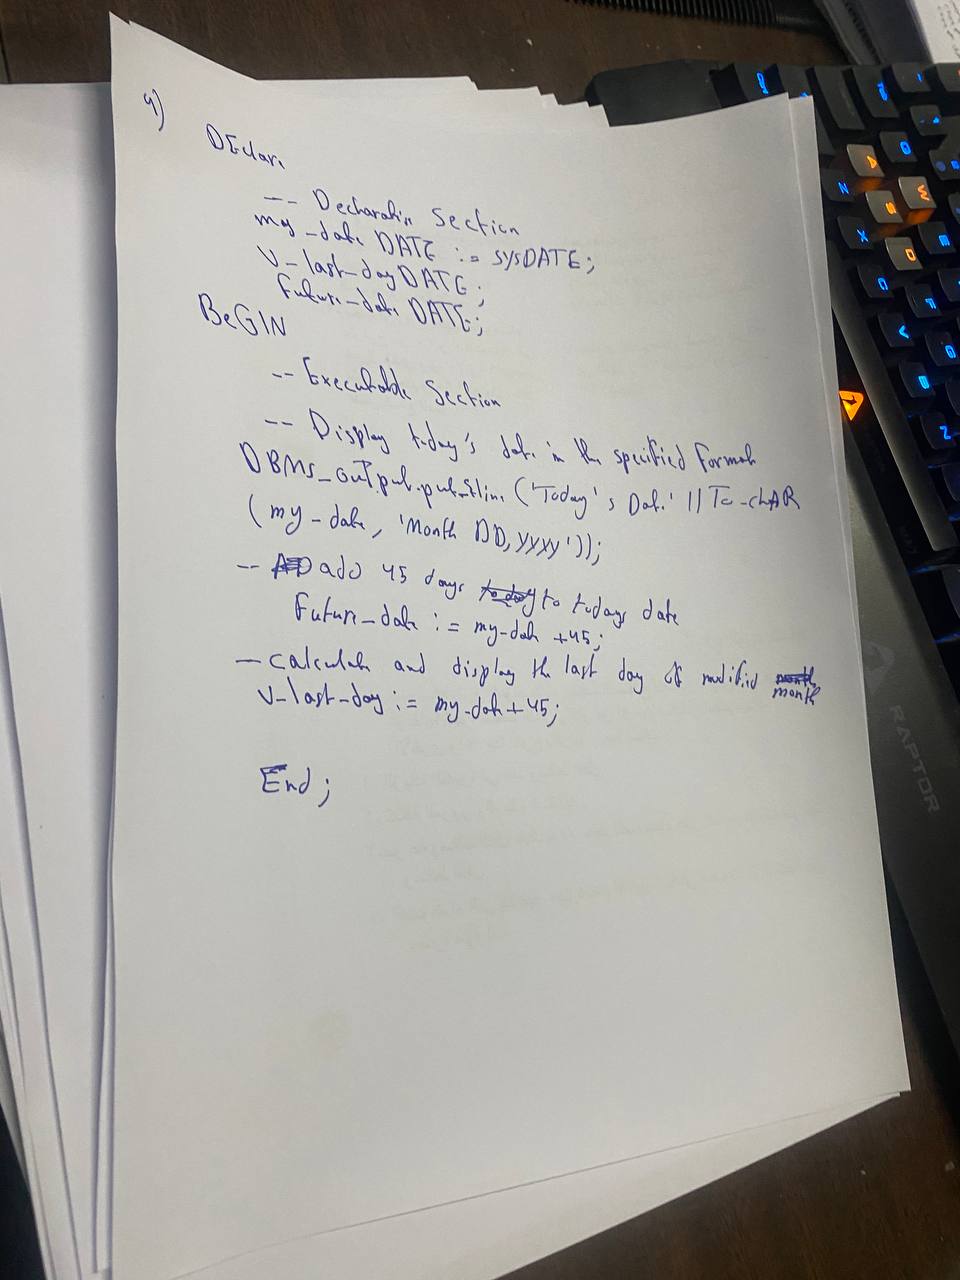 4)
DEclare
-- Declaration Section
my_date DATE := SYSDATE;
V_last_day DATE;
Future_date DATE;
BeGIN
-- Executable Section
-- Display today's date in the specified format
DBMS_OUTput.put_line ('Today's Date' || To_chAR
(my_date, 'Month DD, YYYY'));
-- add 45 days to todays date
Future_date := my_date +45;
- calculate and display the last day of modified month
V_last_day := my_date + 45;
End;
RAPTOR